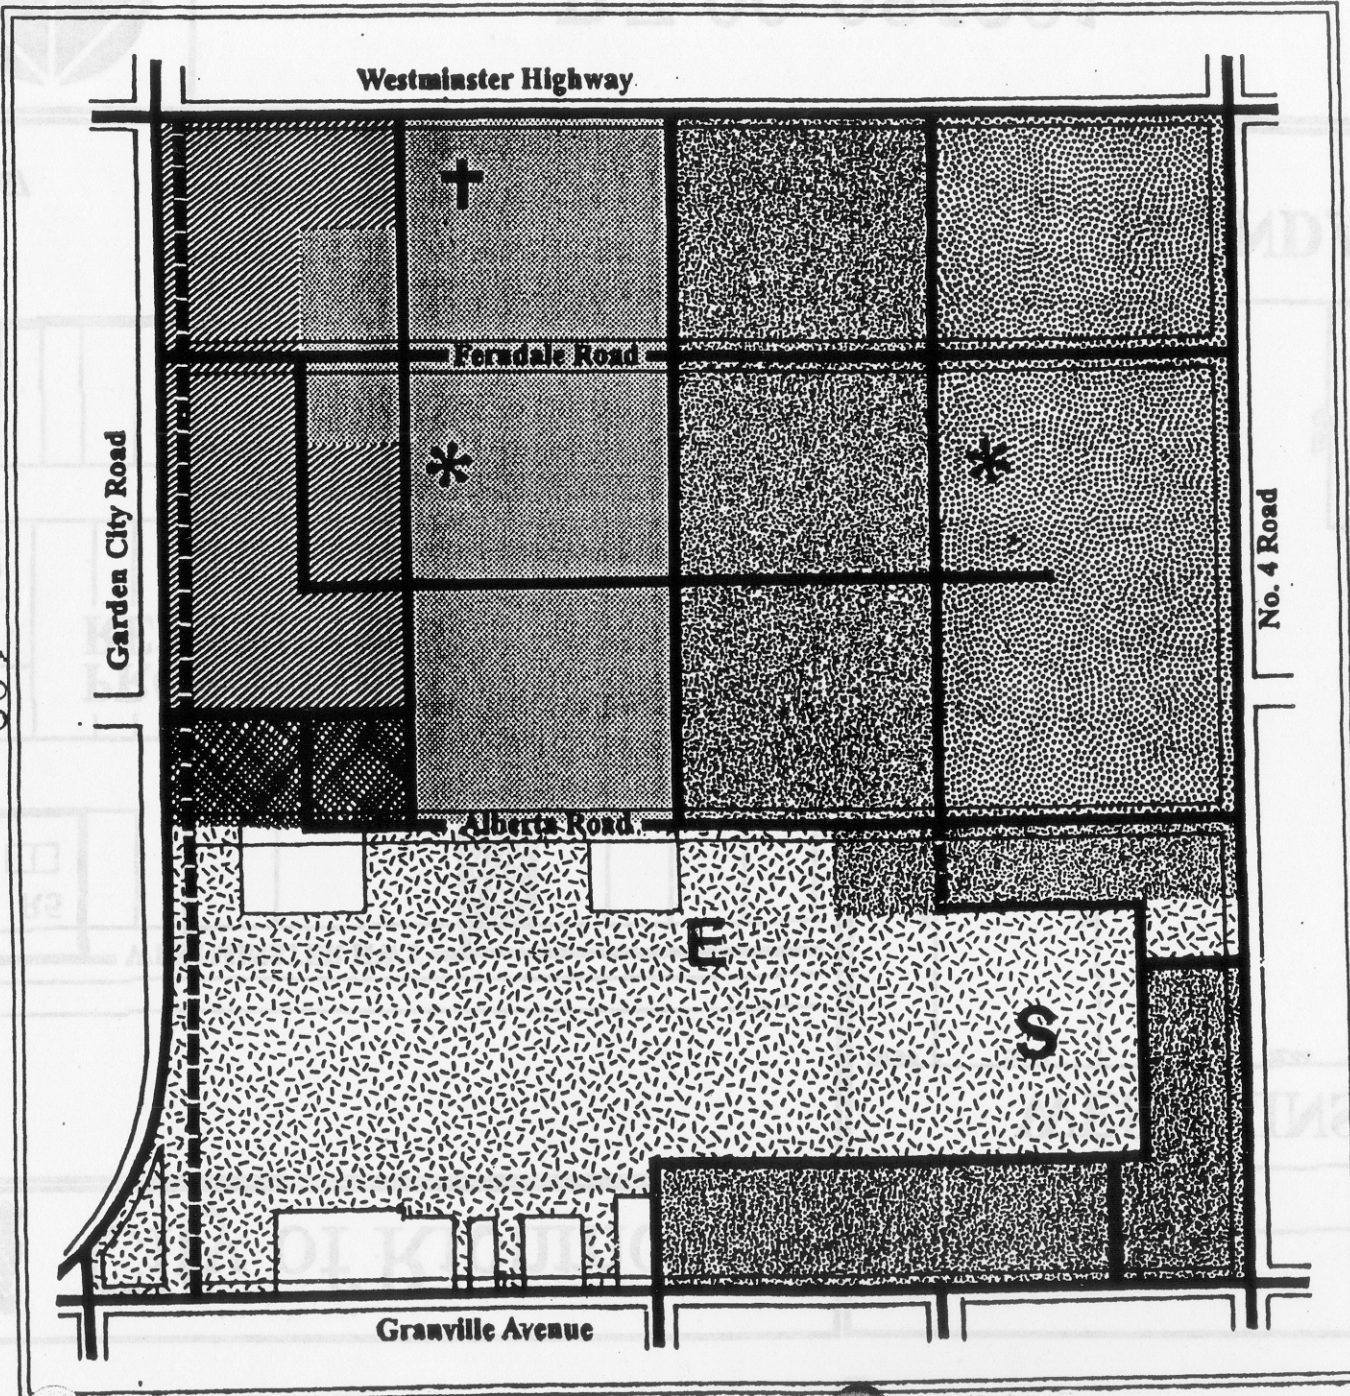 Westminster Highway
†
Ferndale Road
*
*
Garden City Road
No. 4 Road
Alberta Road
E
S
Granville Avenue